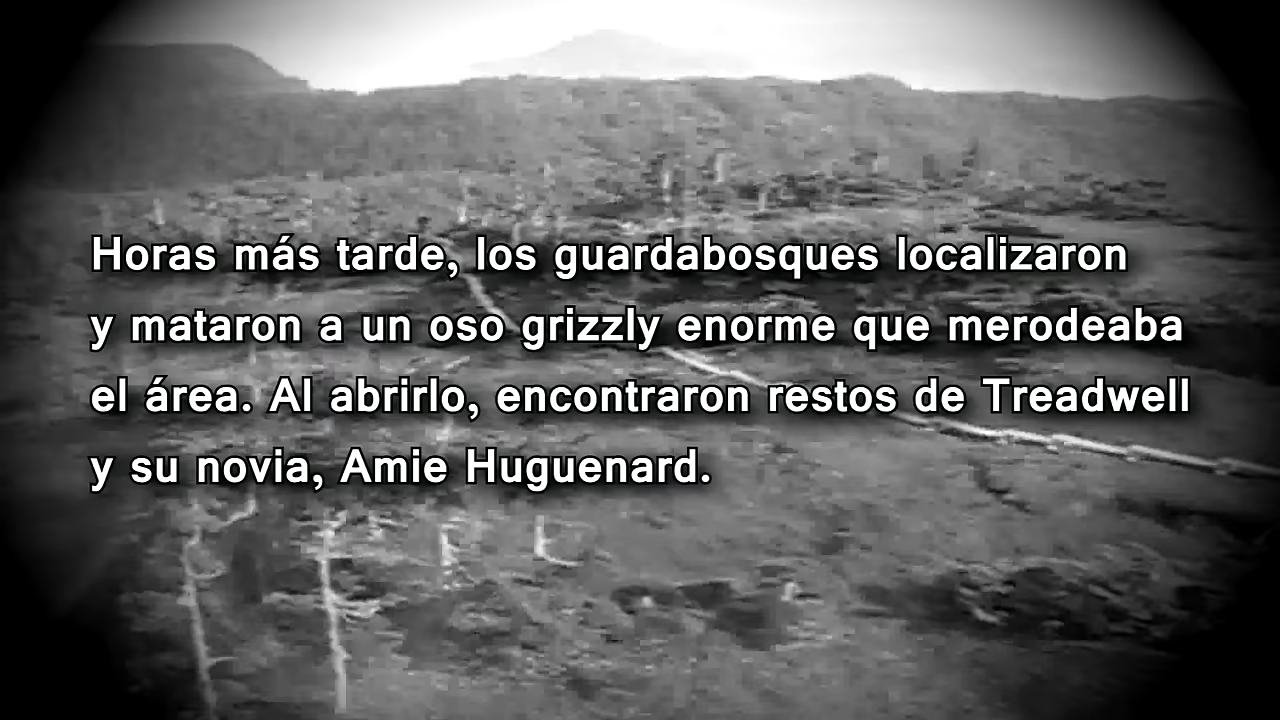 Horas más tarde, los guardabosques localizaron
y mataron a un oso grizzly enorme que merodeaba
el área. Al abrirlo, encontraron restos de Treadwell
y su novia, Amie Huguenard.